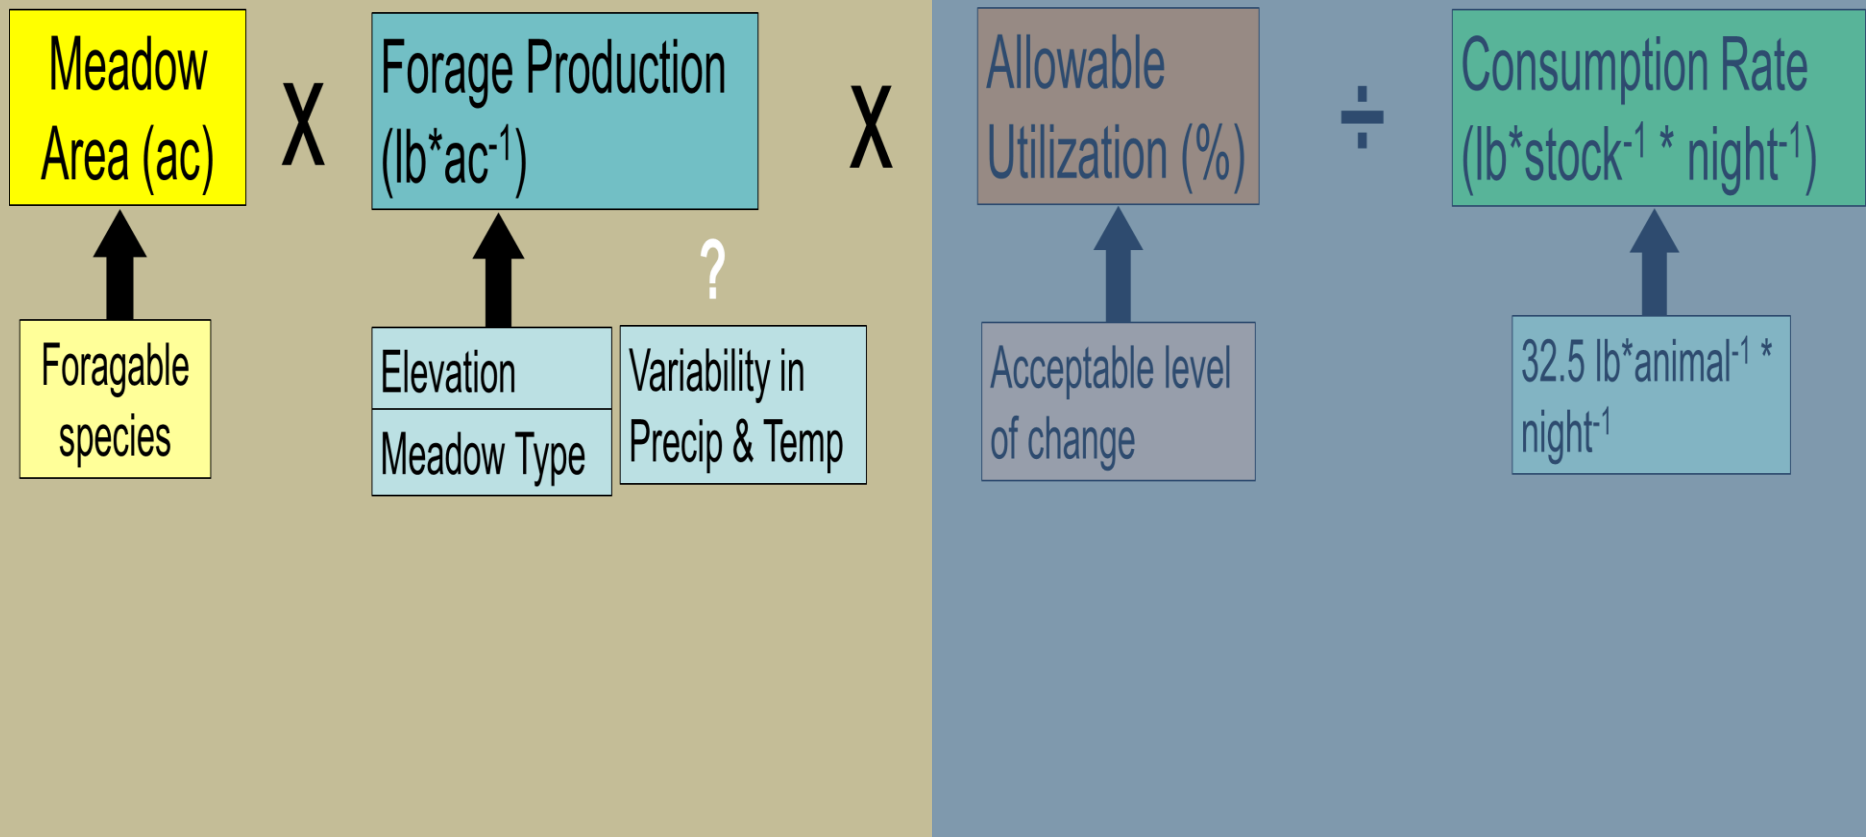 Meadow
Area (ac)
X
Forage Production
(lb*ac⁻¹)
X
Allowable
Utilization (%)
÷
Consumption Rate
(lb*stock⁻¹ * night⁻¹)
?
Foragable
species
Elevation
Meadow Type
Variability in
Precip & Temp
Acceptable level
of change
32.5 lb*animal⁻¹ *
night⁻¹